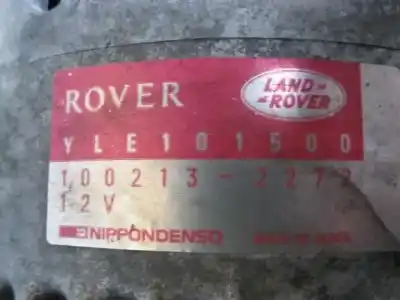 ROVER
LAND-
-ROVER
YLE101500
100213-2272
12V
NIPPONDENSO